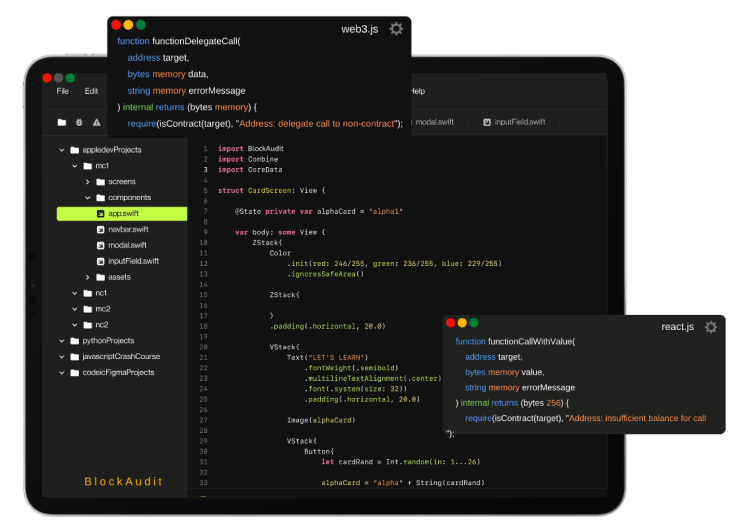 web3.js
function functionDelegateCall(
address target,
bytes memory data,
string memory errorMessage
) internal returns (bytes memory) {
require(isContract(target), "Address: delegate call to non-contract");
File Edit
Help
modal.swift inputField.swift
appledevProjects
mc1
screens
components
app.swift
navbar.swift
modal.swift
inputField.swift
assets
nc1
mc2
nc2
pythonProjects
javascriptCrashCourse
codeicFigmaProjects
BlockAudit
1 import BlockAudit
2 import Combine
3 import CoreData
4
5 struct CardScreen: View {
6
7 @State private var alphaCard = "alpha1"
8
9 var body: some View {
10 ZStack{
11 Color
12 .init(red: 246/255, green: 236/255, blue: 229/255)
13 .ignoresSafeArea()
14
15 ZStack{
16
17 }
18 .padding(.horizontal, 20.0)
19
20 VStack{
21 Text("LET'S LEARN")
22 .fontWeight(.semibold)
23 .multilineTextAlignment(.center)
24 .font(.system(size: 32))
25 .padding(.horizontal, 20.0)
26
27 Image(alphaCard)
28
29 VStack{
30 Button{
31 let cardRand = Int.random(in: 1...26)
32
33 alphaCard = "alpha" + String(cardRand)
react.js
function functionCallWithValue(
address target,
bytes memory value,
string memory errorMessage
) internal returns (bytes 256) {
require(isContract(target), "Address: insufficient balance for call
");